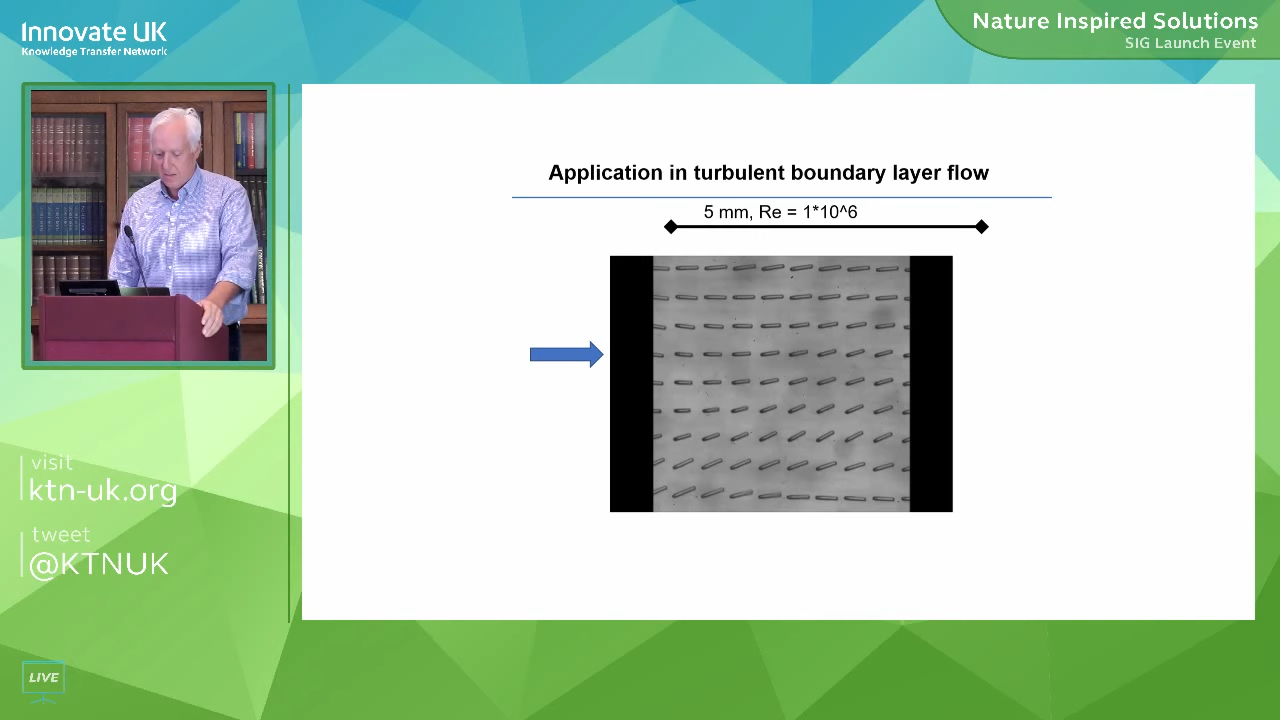 Innovate UK
Knowledge Transfer Network
Nature Inspired Solutions
SIG Launch Event
Application in turbulent boundary layer flow
5 mm, Re = 1*10^6
visit
ktn-uk.org
tweet
@KTNUK
LIVE